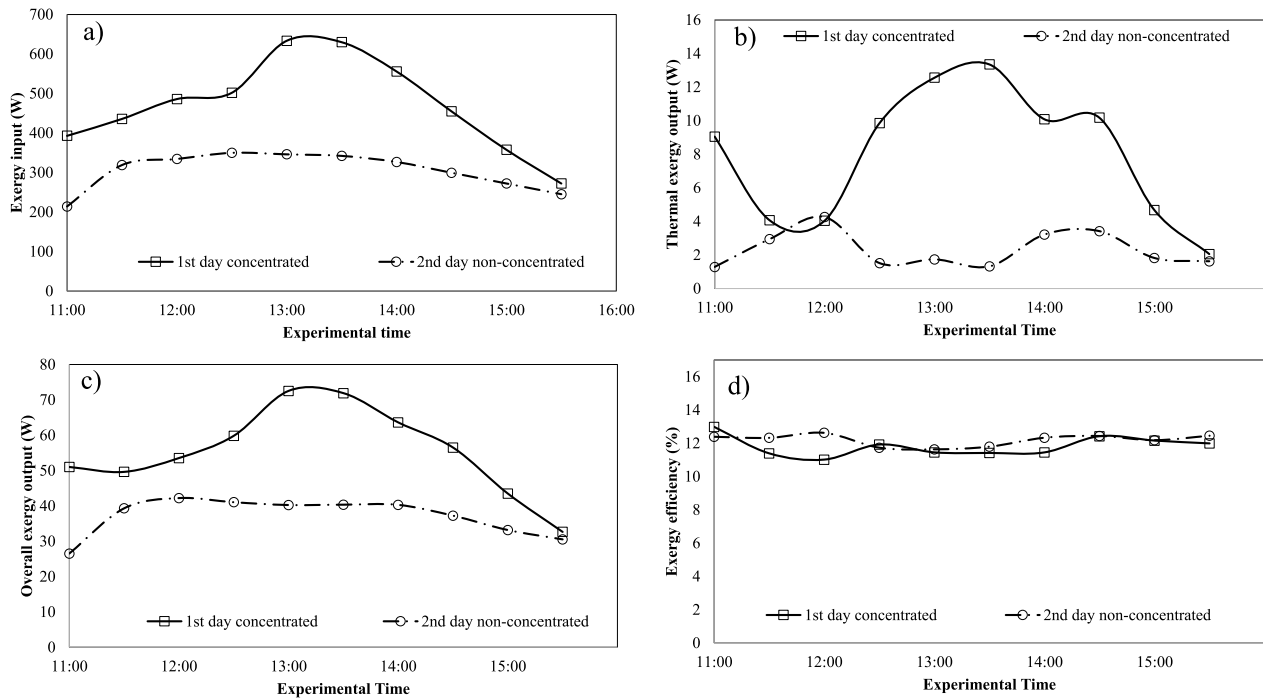 a)
700
600
500
400
300
200
100
0
Exergy input (W)
1st day concentrated 2nd day non-concentrated
11:00 12:00 13:00 14:00 15:00 16:00
Experimental time
b)
16
14
12
10
8
6
4
2
0
Thermal exergy output (W)
1st day concentrated 2nd day non-concentrated
11:00 12:00 13:00 14:00 15:00
Experimental Time
c)
80
70
60
50
40
30
20
10
0
Overall exergy output (W)
1st day concentrated 2nd day non-concentrated
11:00 12:00 13:00 14:00 15:00
Experimental Time
d)
16
14
12
10
8
6
4
2
0
Exergy efficiency (%)
1st day concentrated 2nd day non-concentrated
11:00 12:00 13:00 14:00 15:00
Experimental Time